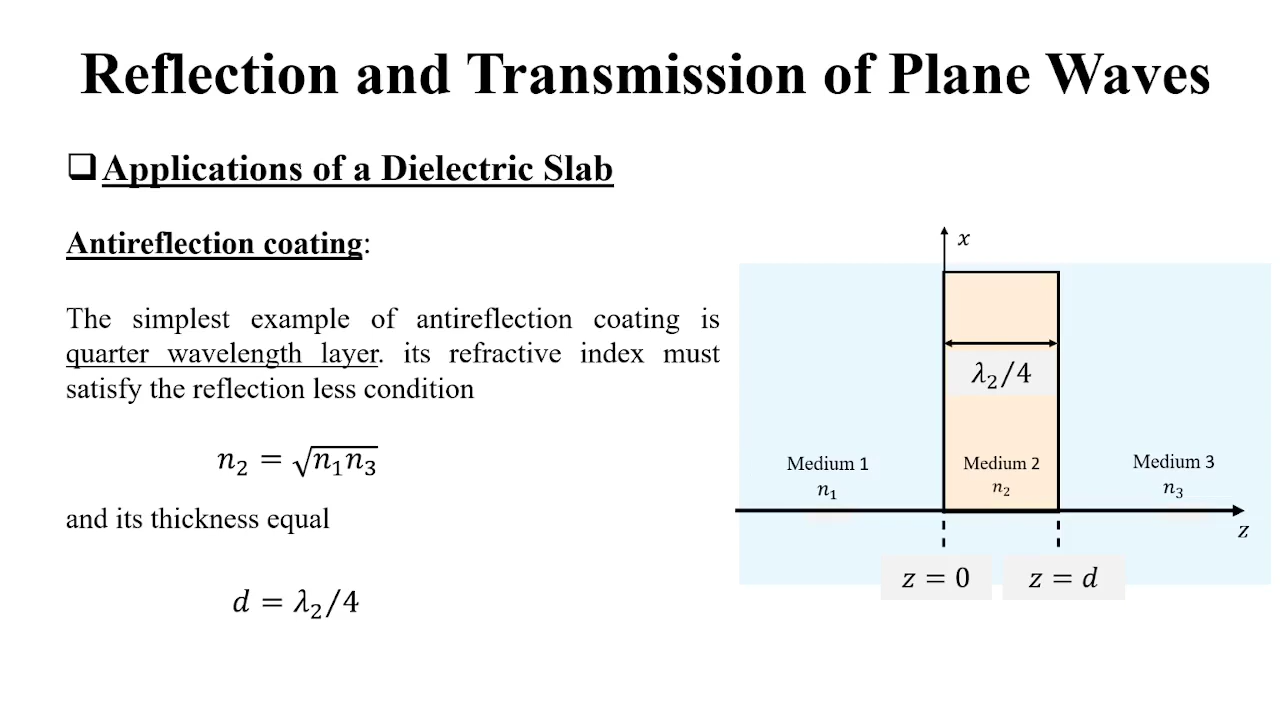 Reflection and Transmission of Plane Waves
❑Applications of a Dielectric Slab
Antireflection coating:
The simplest example of antireflection coating is
quarter wavelength layer. its refractive index must
satisfy the reflection less condition
n₂ = √n₁n₃
and its thickness equal
d = λ₂/4
x
λ₂/4
Medium 1
n₁
Medium 2
n₂
Medium 3
n₃
z
z = 0
z = d